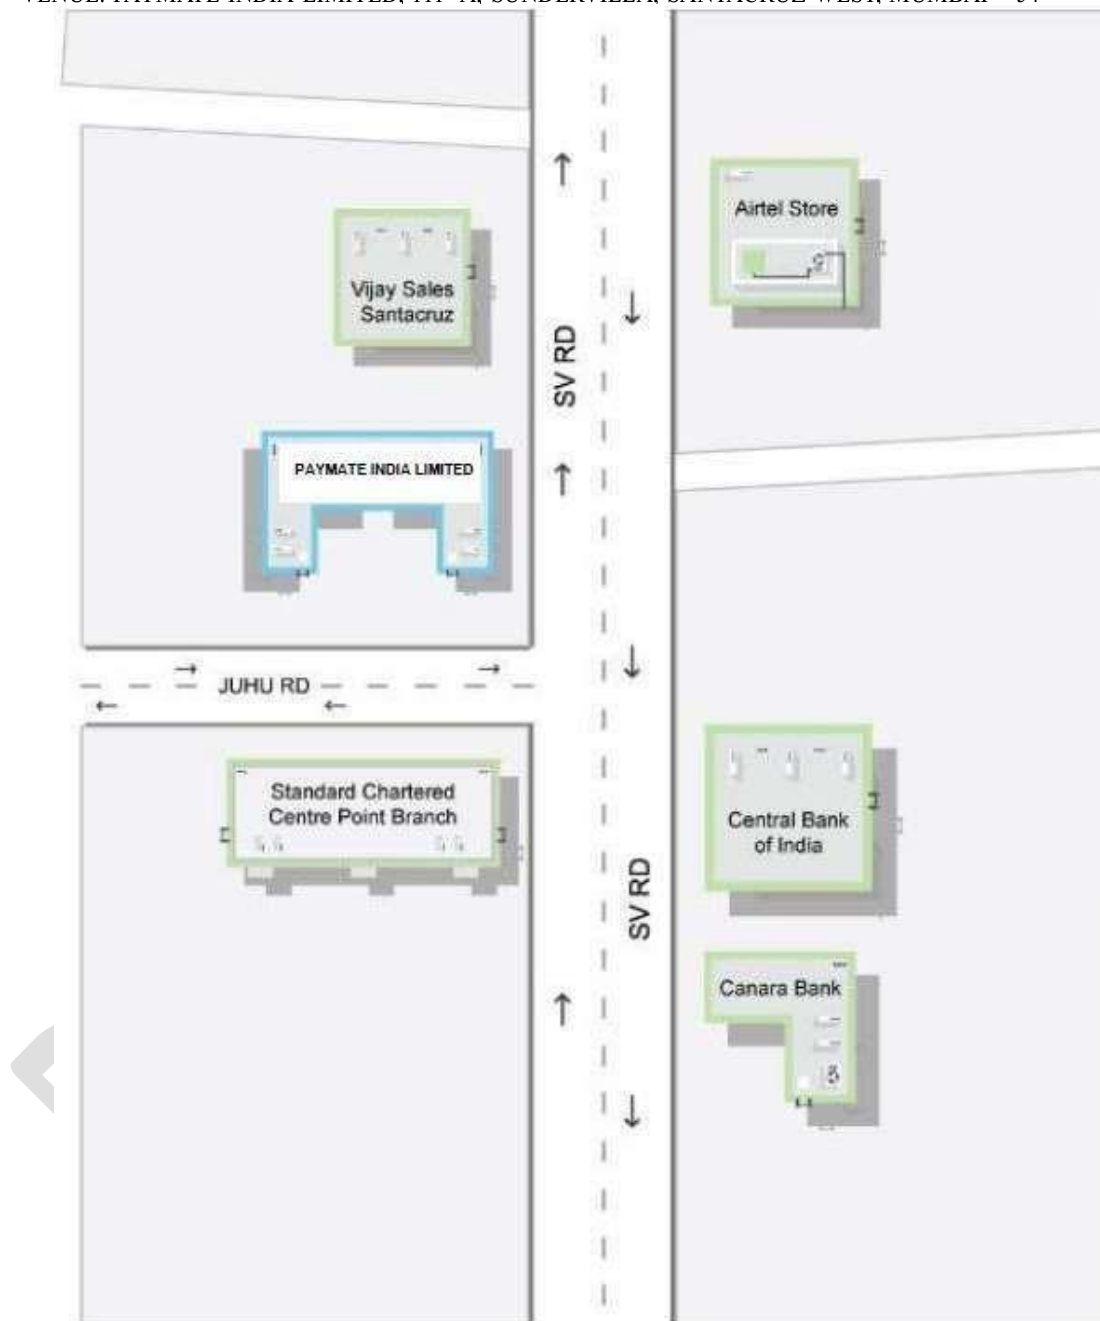 Airtel Store
Vijay Sales
Santacruz
SV RD
PAYMATE INDIA LIMITED
JUHU RD
Standard Chartered
Centre Point Branch
Central Bank
of India
SV RD
Canara Bank